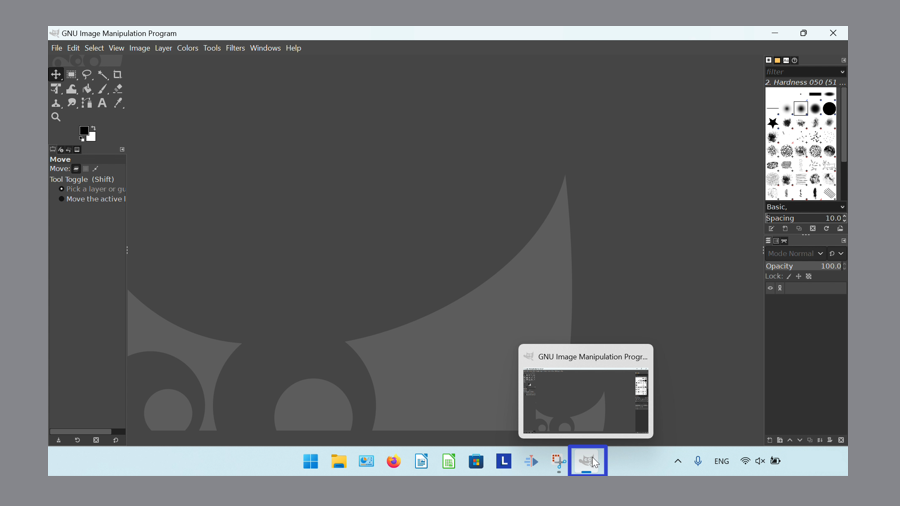 GNU Image Manipulation Program
File Edit Select View Image Layer Colors Tools Filters Windows Help
filter
2. Hardness 050 (51 ...
Move
Move:
Tool Toggle (Shift)
Pick a layer or gu
Move the active l
Basic,
Spacing 10.0
Mode Normal
Opacity 100.0
Lock:
GNU Image Manipulation Progr...
L
ENG